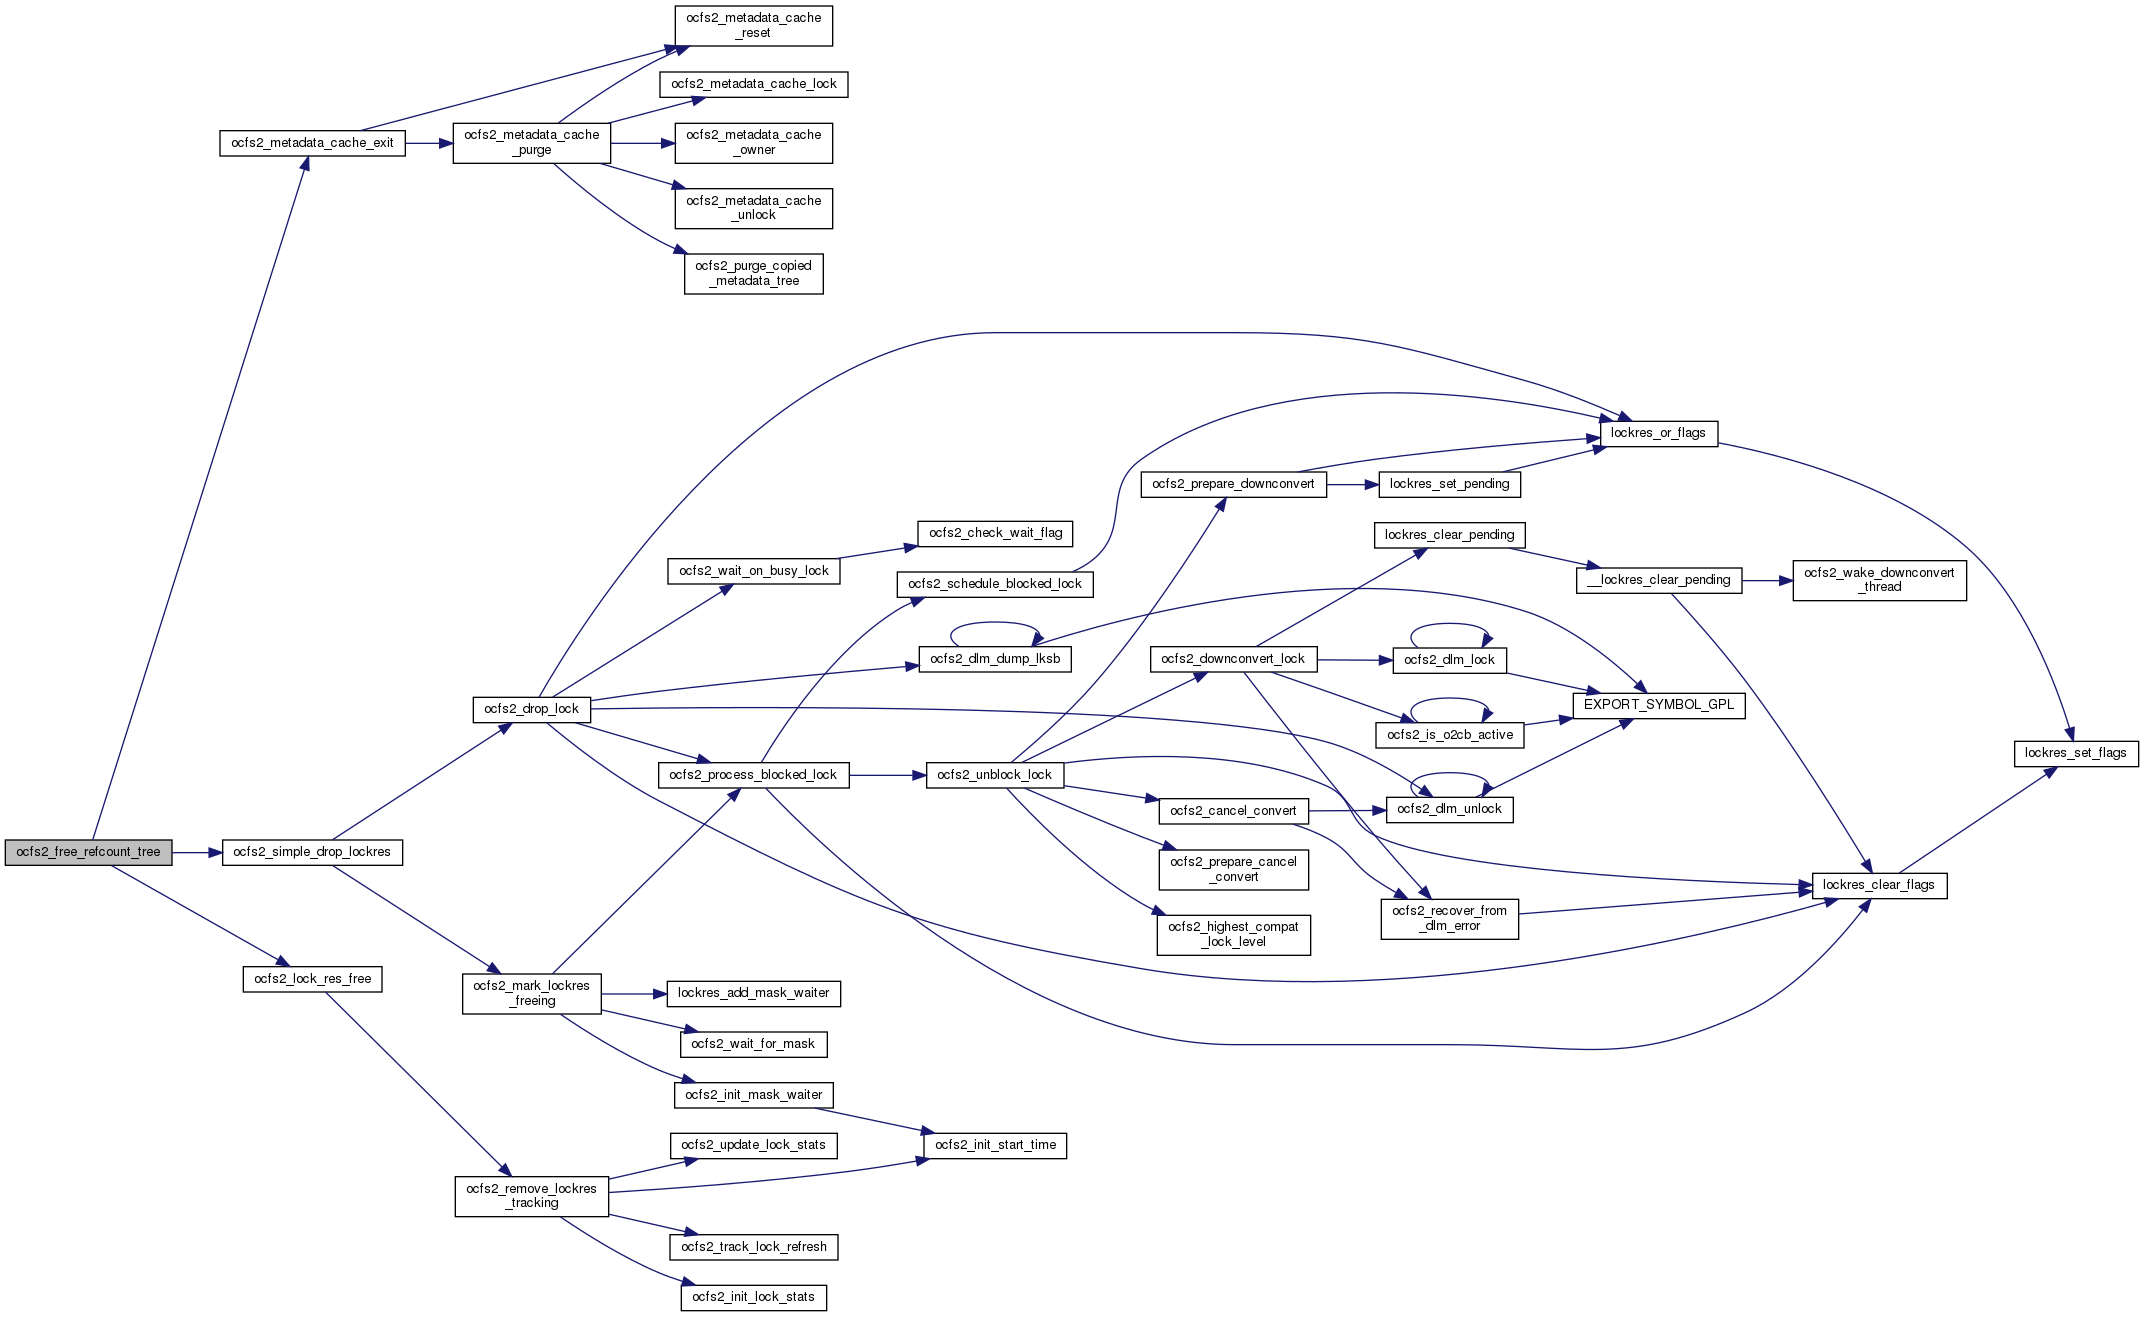 ocfs2_metadata_cache
_reset
ocfs2_metadata_cache_lock
ocfs2_metadata_cache_exit
ocfs2_metadata_cache
_purge
ocfs2_metadata_cache
_owner
ocfs2_metadata_cache
_unlock
ocfs2_purge_copied
_metadata_tree
lockres_or_flags
ocfs2_prepare_downconvert
lockres_set_pending
ocfs2_check_wait_flag
lockres_clear_pending
ocfs2_wait_on_busy_lock
ocfs2_schedule_blocked_lock
__lockres_clear_pending
ocfs2_wake_downconvert
_thread
ocfs2_dlm_dump_lksb
ocfs2_downconvert_lock
ocfs2_dlm_lock
ocfs2_drop_lock
EXPORT_SYMBOL_GPL
ocfs2_is_o2cb_active
lockres_set_flags
ocfs2_process_blocked_lock
ocfs2_unblock_lock
ocfs2_cancel_convert
ocfs2_dlm_unlock
ocfs2_free_refcount_tree
ocfs2_simple_drop_lockres
ocfs2_prepare_cancel
_convert
lockres_clear_flags
ocfs2_recover_from
_dlm_error
ocfs2_highest_compat
_lock_level
ocfs2_lock_res_free
ocfs2_mark_lockres
_freeing
lockres_add_mask_waiter
ocfs2_wait_for_mask
ocfs2_init_mask_waiter
ocfs2_update_lock_stats
ocfs2_init_start_time
ocfs2_remove_lockres
_tracking
ocfs2_track_lock_refresh
ocfs2_init_lock_stats